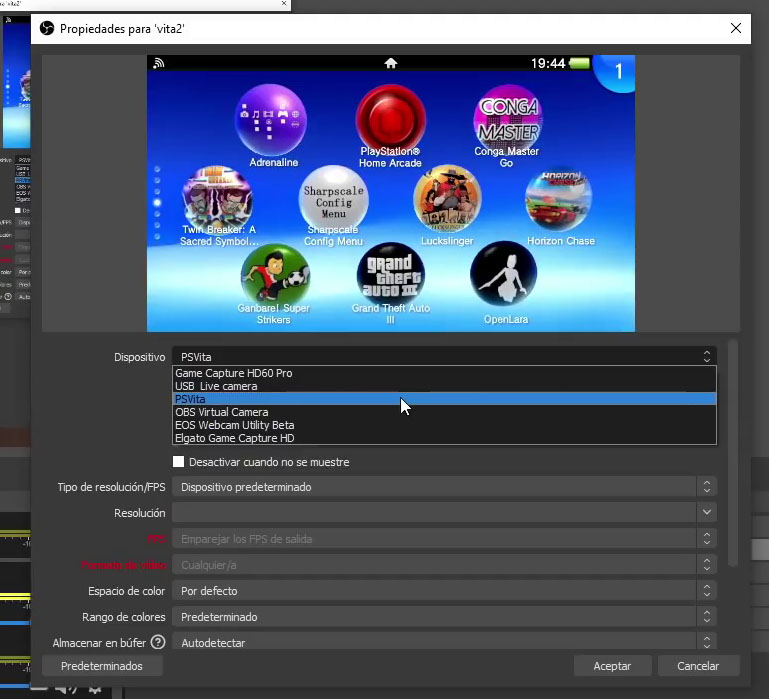 Propiedades para 'vita2'
19:44
1
CONGA
MASTER
Adrenaline
PlayStation®
Home Arcade
Conga Master
Go
HORIZON
CHASE
Sharpscale
Config
Menu
Twin Breaker: A
Sacred Symbol...
Sharpscale
Config Menu
Luckslinger
Horizon Chase
grand
theft
auto III
Ganbare! Super
Strikers
Grand Theft Auto
III
OpenLara
Dispositivo
PSVita
Game Capture HD60 Pro
USB Live camera
PSVita
OBS Virtual Camera
EOS Webcam Utility Beta
Elgato Game Capture HD
Desactivar cuando no se muestre
Tipo de resolución/FPS
Dispositivo predeterminado
Resolución
FPS
Emparejar los FPS de salida
Formato de vídeo
Cualquier/a
Espacio de color
Por defecto
Rango de colores
Predeterminado
Almacenar en búfer
?
Autodetectar
Predeterminados
Aceptar
Cancelar